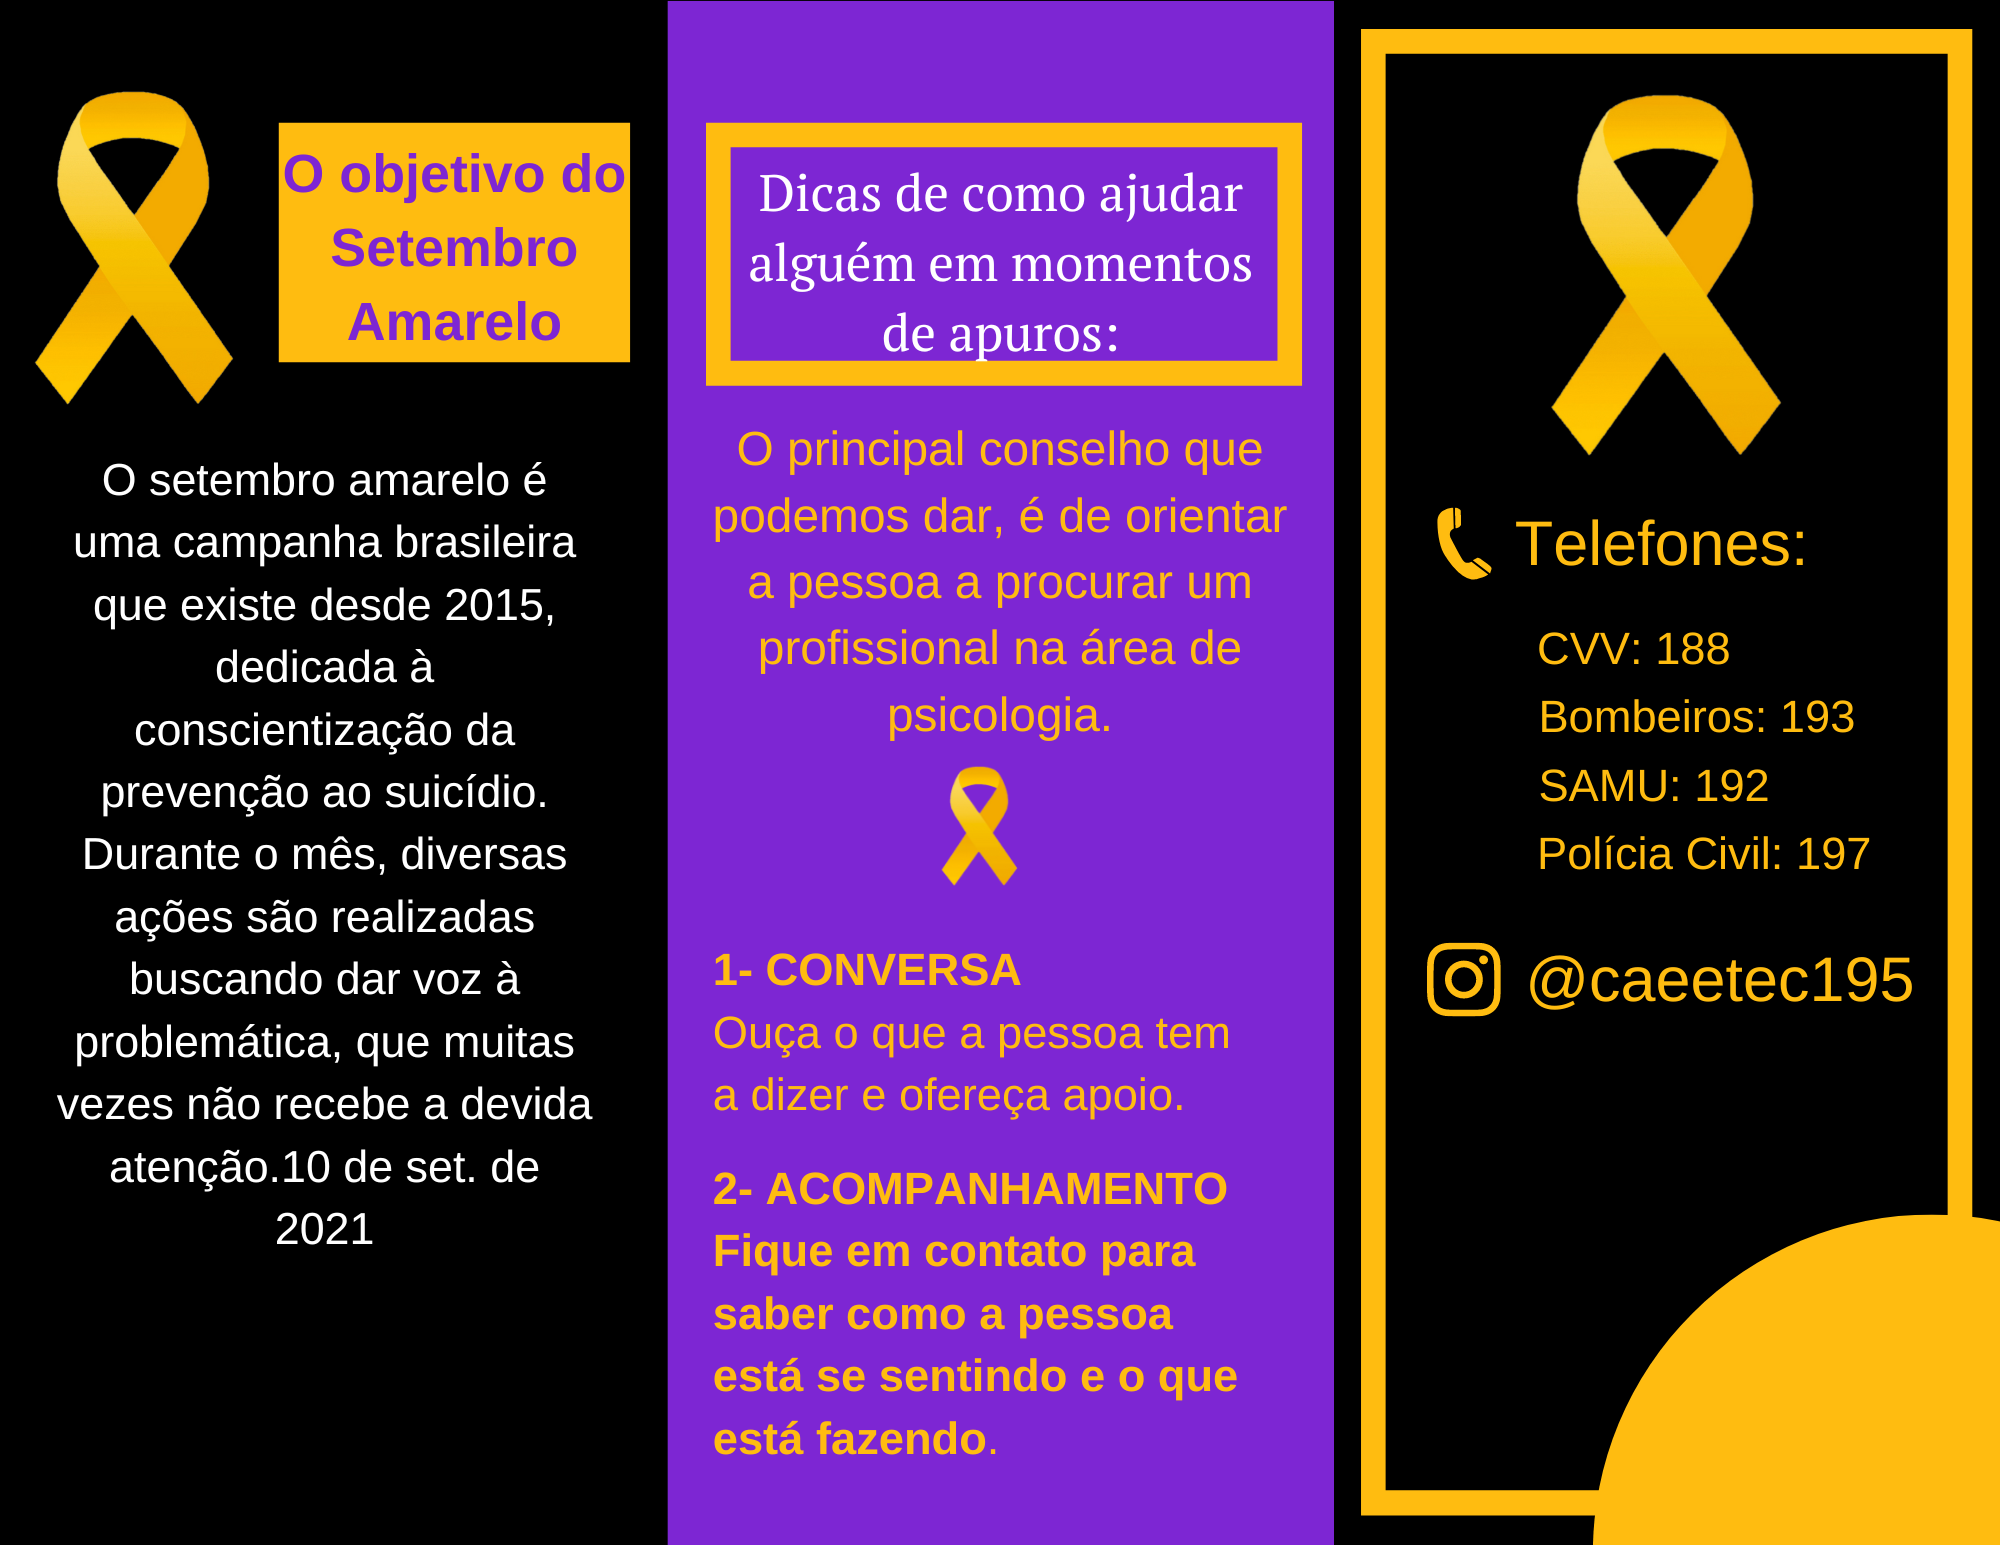 O objetivo do
Setembro
Amarelo
O setembro amarelo é
uma campanha brasileira
que existe desde 2015,
dedicada à
conscientização da
prevenção ao suicídio.
Durante o mês, diversas
ações são realizadas
buscando dar voz à
problemática, que muitas
vezes não recebe a devida
atenção.10 de set. de
2021
Dicas de como ajudar
alguém em momentos
de apuros:
O principal conselho que
podemos dar, é de orientar
a pessoa a procurar um
profissional na área de
psicologia.
1- CONVERSA
Ouça o que a pessoa tem
a dizer e ofereça apoio.
2- ACOMPANHAMENTO
Fique em contato para
saber como a pessoa
está se sentindo e o que
está fazendo.
Telefones:
CVV: 188
Bombeiros: 193
SAMU: 192
Polícia Civil: 197
@caeetec195